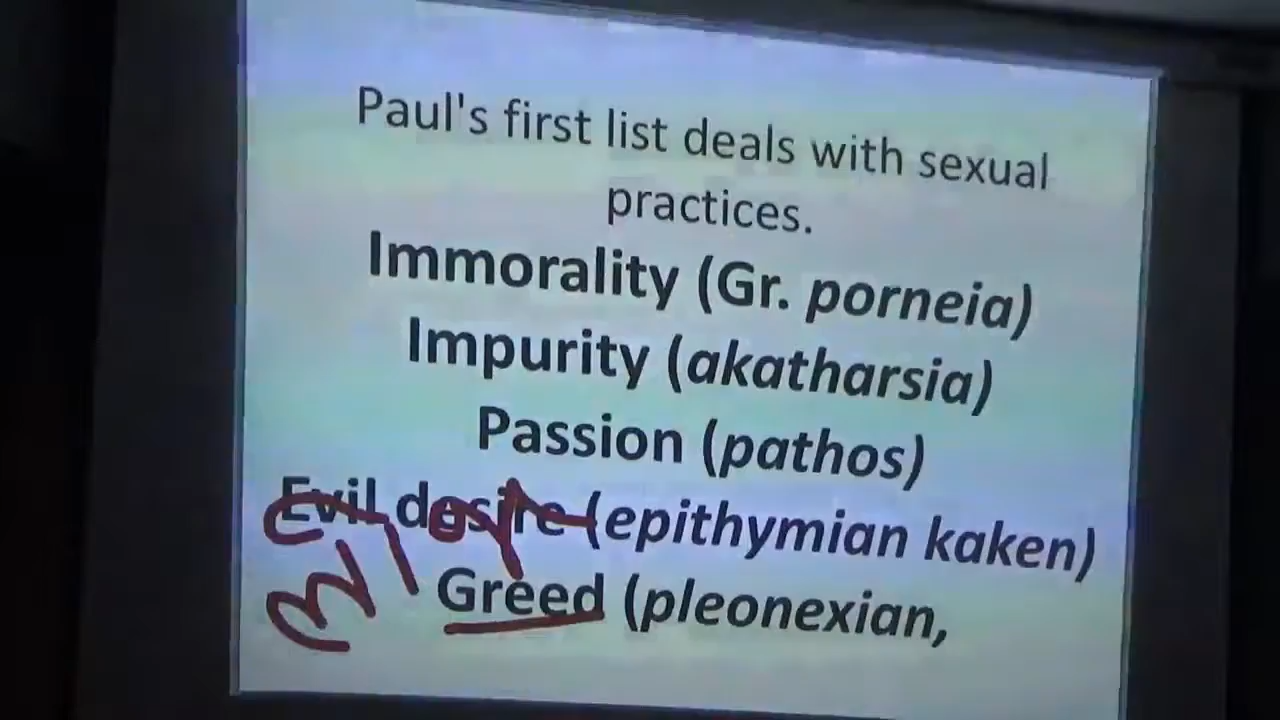 Paul's first list deals with sexual
practices.
Immorality (Gr. porneia)
Impurity (akatharsia)
Passion (pathos)
Evil desire (epithymian kaken)
Greed (pleonexian,